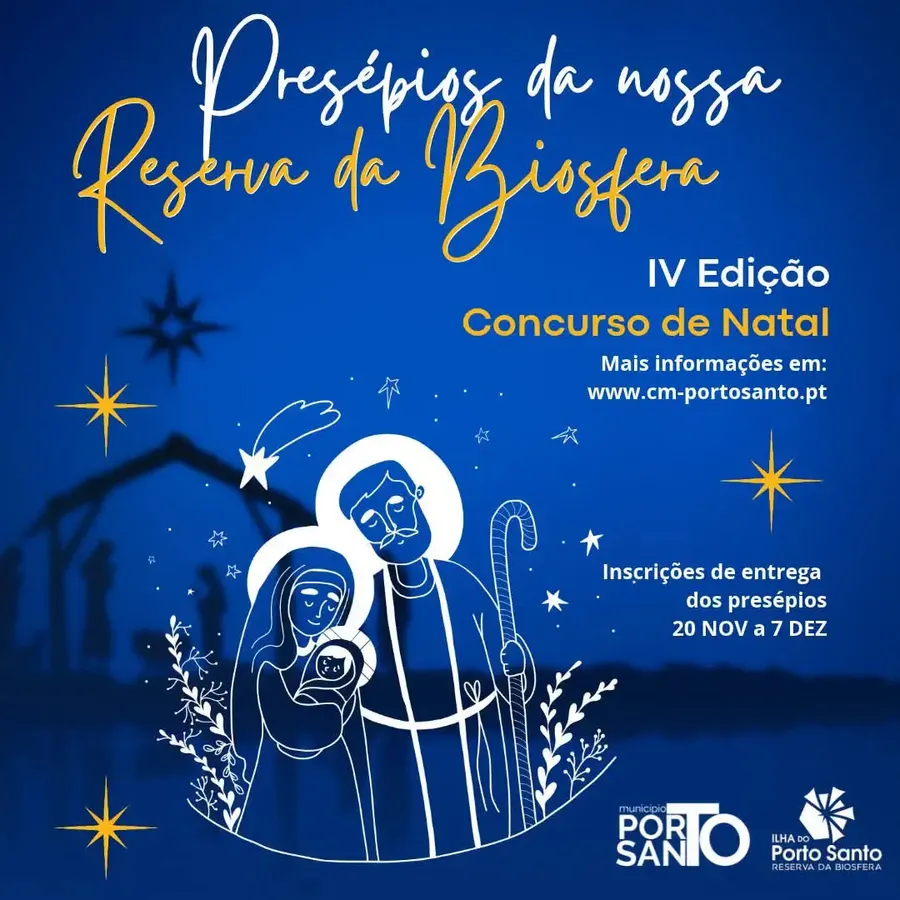 Presépios da nossa
Reserva da Biosfera
IV Edição
Concurso de Natal
Mais informações em:
www.cm-portosanto.pt
Inscrições de entrega
dos presépios
20 NOV a 7 DEZ
município
PORTO
SANTO
ILHA DO
Porto Santo
RESERVA DA BIOSFERA